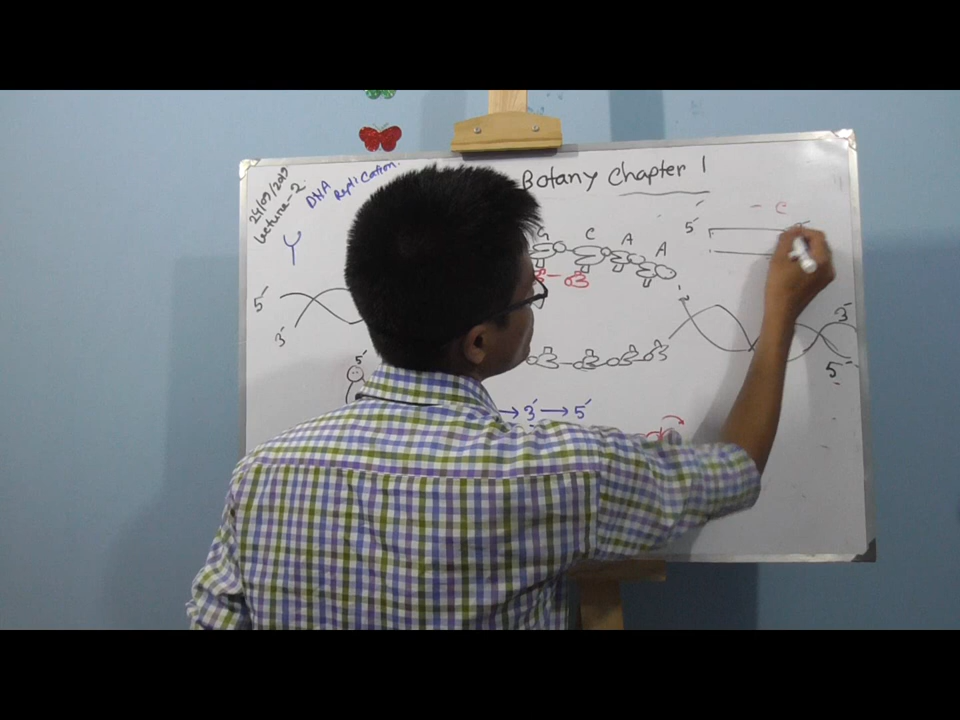 24/09/2019
Lecture-2.
DNA
Replication.
Botany Chapter 1
C
5′
G C A A
5′
3′
3′
5′
5′
→ 3′ → 5′